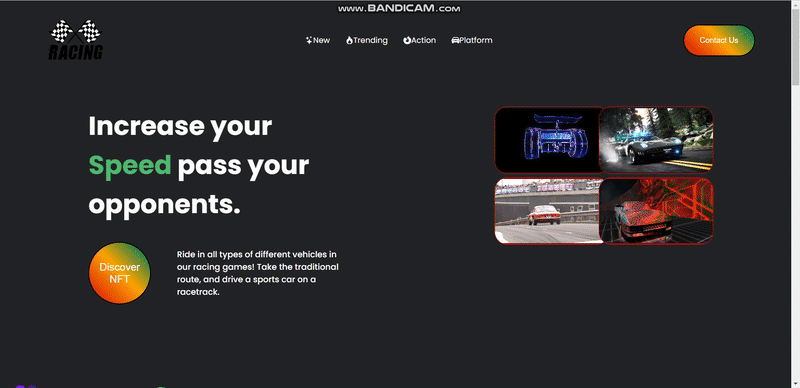 WWW.BANDICAM.COM
RACING
New
Trending
Action
Platform
Contact Us
Increase your
Speed pass your
opponents.
Discover
NFT
Ride in all types of different vehicles in
our racing games! Take the traditional
route, and drive a sports car on a
racetrack.